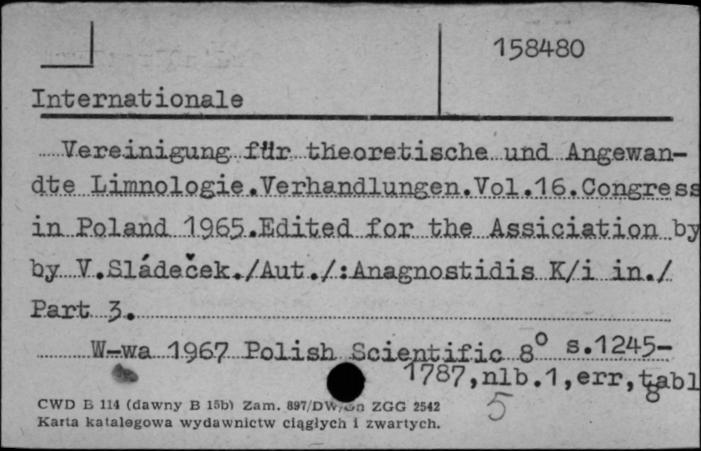 158480
Internationale
Vereinigung für theoretische und Angewan-
dte Limnologie.Verhandlungen.Vol.16.Congress
in Poland 1965.Edited for the Assiciation by
by V.Sládeček./Aut./:Anagnostidis K/i in./
Part 3.
W-wa 1967 Polish Scientific 8° s.1245-
1787,nlb.1,err,tabl
8
5
CWD B 114 (dawny B 15b) Zam. 897/DW/ ZGG 2542
Karta katalogowa wydawnictw ciągłych i zwartych.